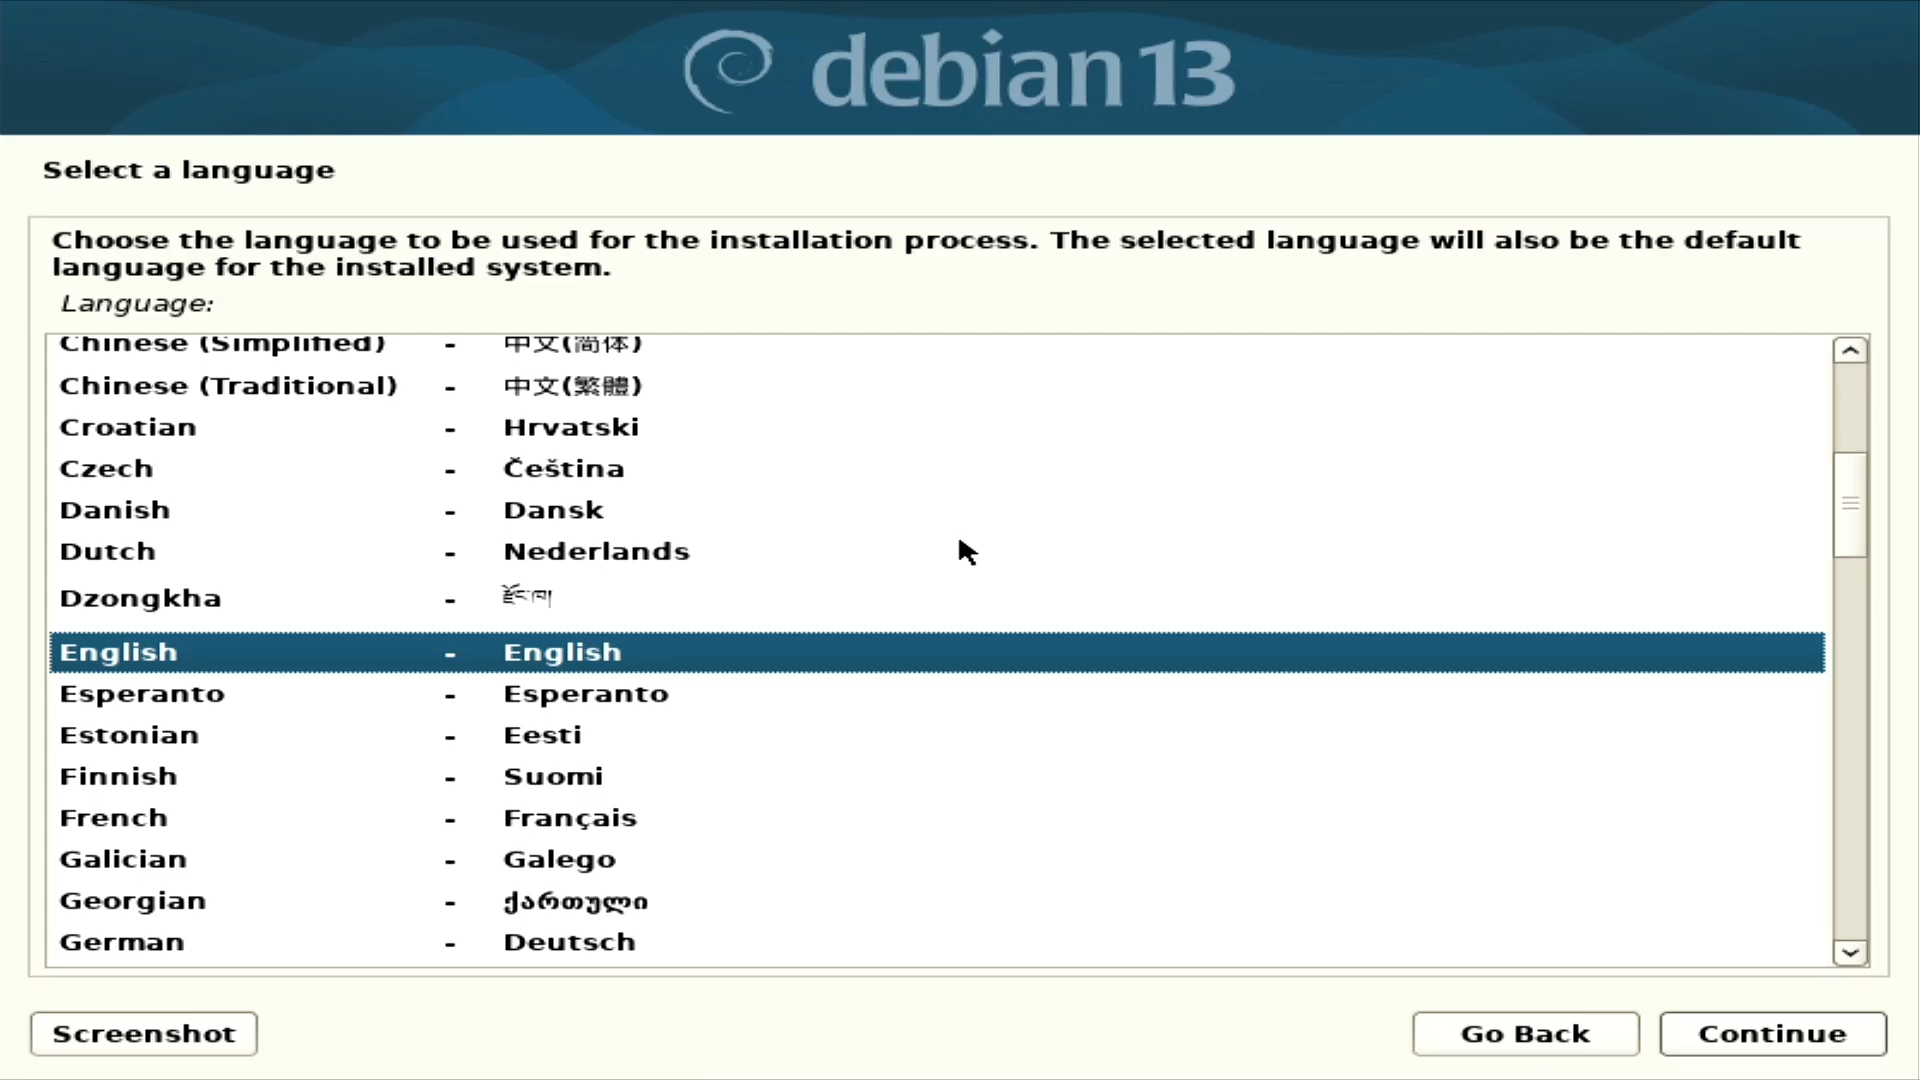 debian 13
Select a language
Choose the language to be used for the installation process. The selected language will also be the default
language for the installed system.
Language:
Chinese (Simplified) - 中文(简体)
Chinese (Traditional) - 中文(繁體)
Croatian - Hrvatski
Czech - Čeština
Danish - Dansk
Dutch - Nederlands
Dzongkha - རྫོང་ཁ།
English - English
Esperanto - Esperanto
Estonian - Eesti
Finnish - Suomi
French - Français
Galician - Galego
Georgian - ქართული
German - Deutsch
Screenshot Go Back Continue